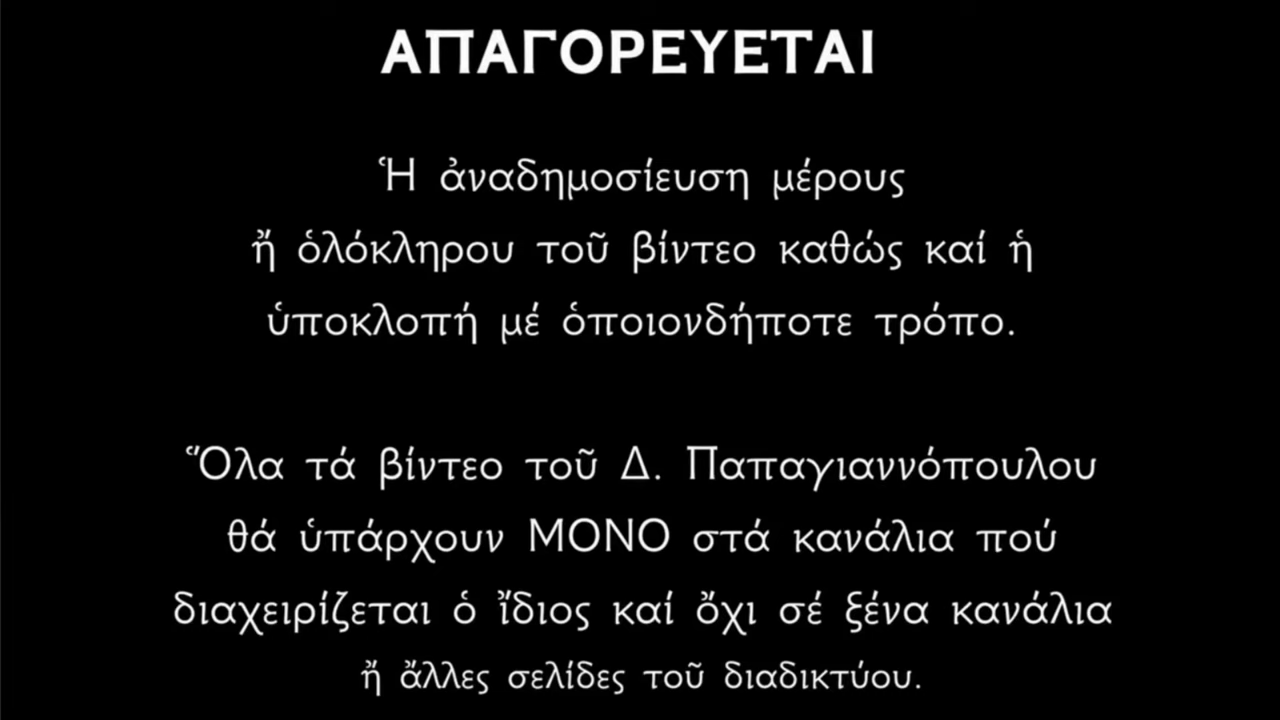 ΑΠΑΓΟΡΕΥΕΤΑΙ
Ἡ ἀναδημοσίευση μέρους
ἤ ὁλόκληρου τοῦ βίντεο καθώς καί ἡ
ὑποκλοπή μέ ὁποιονδήποτε τρόπο.
Ὅλα τά βίντεο τοῦ Δ. Παπαγιαννόπουλου
θά ὑπάρχουν ΜΟΝΟ στά κανάλια πού
διαχειρίζεται ὁ ἴδιος καί ὄχι σέ ξένα κανάλια
ἤ ἄλλες σελίδες τοῦ διαδικτύου.